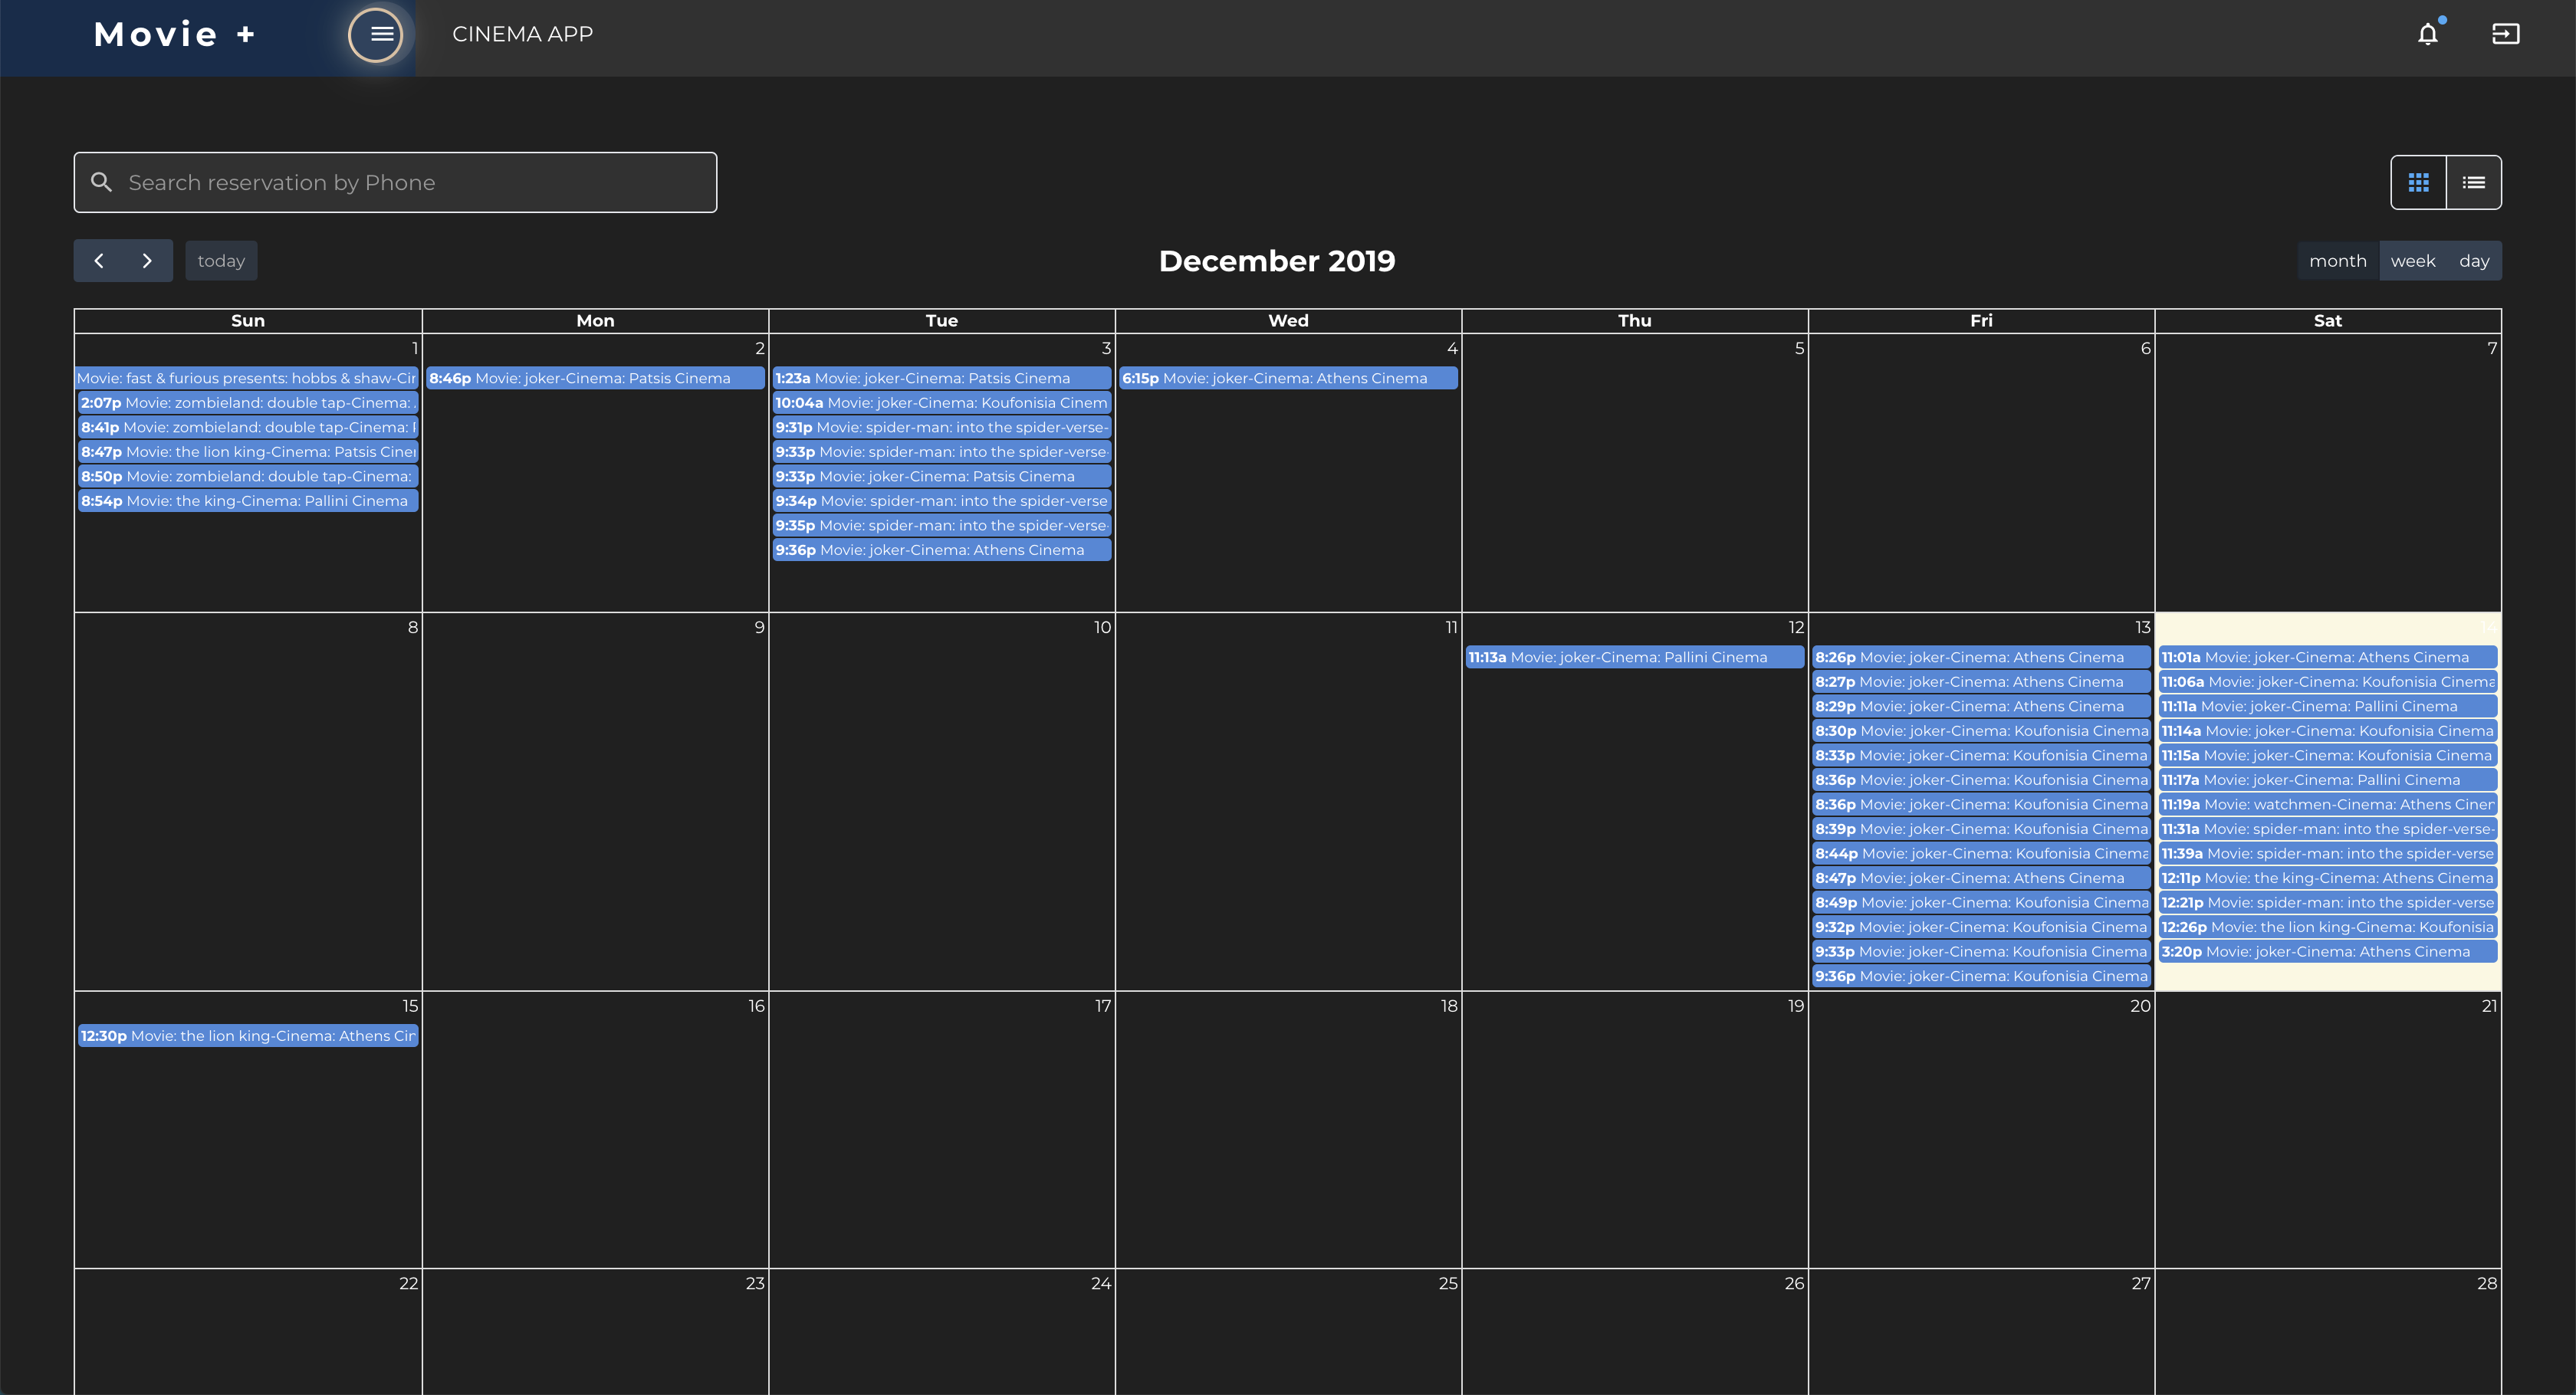 Movie +
CINEMA APP
Search reservation by Phone
today
December 2019
month week day
Sun Mon Tue Wed Thu Fri Sat
1
Movie: fast & furious presents: hobbs & shaw-Cin
2:07p Movie: zombieland: double tap-Cinema:
8:41p Movie: zombieland: double tap-Cinema:
8:47p Movie: the lion king-Cinema: Patsis Cine
8:50p Movie: zombieland: double tap-Cinema:
8:54p Movie: the king-Cinema: Pallini Cinema
2
8:46p Movie: joker-Cinema: Patsis Cinema
3
1:23a Movie: joker-Cinema: Patsis Cinema
10:04a Movie: joker-Cinema: Koufonisia Cinem
9:31p Movie: spider-man: into the spider-verse-
9:33p Movie: spider-man: into the spider-verse-
9:33p Movie: joker-Cinema: Patsis Cinema
9:34p Movie: spider-man: into the spider-verse
9:35p Movie: spider-man: into the spider-verse-
9:36p Movie: joker-Cinema: Athens Cinema
4
6:15p Movie: joker-Cinema: Athens Cinema
5
6
7
8
9
10
11
12
11:13a Movie: joker-Cinema: Pallini Cinema
13
8:26p Movie: joker-Cinema: Athens Cinema
8:27p Movie: joker-Cinema: Athens Cinema
8:29p Movie: joker-Cinema: Athens Cinema
8:30p Movie: joker-Cinema: Koufonisia Cinema
8:33p Movie: joker-Cinema: Koufonisia Cinema
8:36p Movie: joker-Cinema: Koufonisia Cinema
8:36p Movie: joker-Cinema: Koufonisia Cinema
8:39p Movie: joker-Cinema: Koufonisia Cinema
8:44p Movie: joker-Cinema: Koufonisia Cinema
8:47p Movie: joker-Cinema: Athens Cinema
8:49p Movie: joker-Cinema: Koufonisia Cinema
9:32p Movie: joker-Cinema: Koufonisia Cinema
9:33p Movie: joker-Cinema: Koufonisia Cinema
9:36p Movie: joker-Cinema: Koufonisia Cinema
14
11:01a Movie: joker-Cinema: Athens Cinema
11:06a Movie: joker-Cinema: Koufonisia Cinema
11:11a Movie: joker-Cinema: Pallini Cinema
11:14a Movie: joker-Cinema: Koufonisia Cinema
11:15a Movie: joker-Cinema: Koufonisia Cinema
11:17a Movie: joker-Cinema: Pallini Cinema
11:19a Movie: watchmen-Cinema: Athens Cinem
11:31a Movie: spider-man: into the spider-verse-
11:39a Movie: spider-man: into the spider-verse
12:11p Movie: the king-Cinema: Athens Cinema
12:21p Movie: spider-man: into the spider-verse
12:26p Movie: the lion king-Cinema: Koufonisia
3:20p Movie: joker-Cinema: Athens Cinema
15
12:30p Movie: the lion king-Cinema: Athens Cin
16
17
18
19
20
21
22
23
24
25
26
27
28